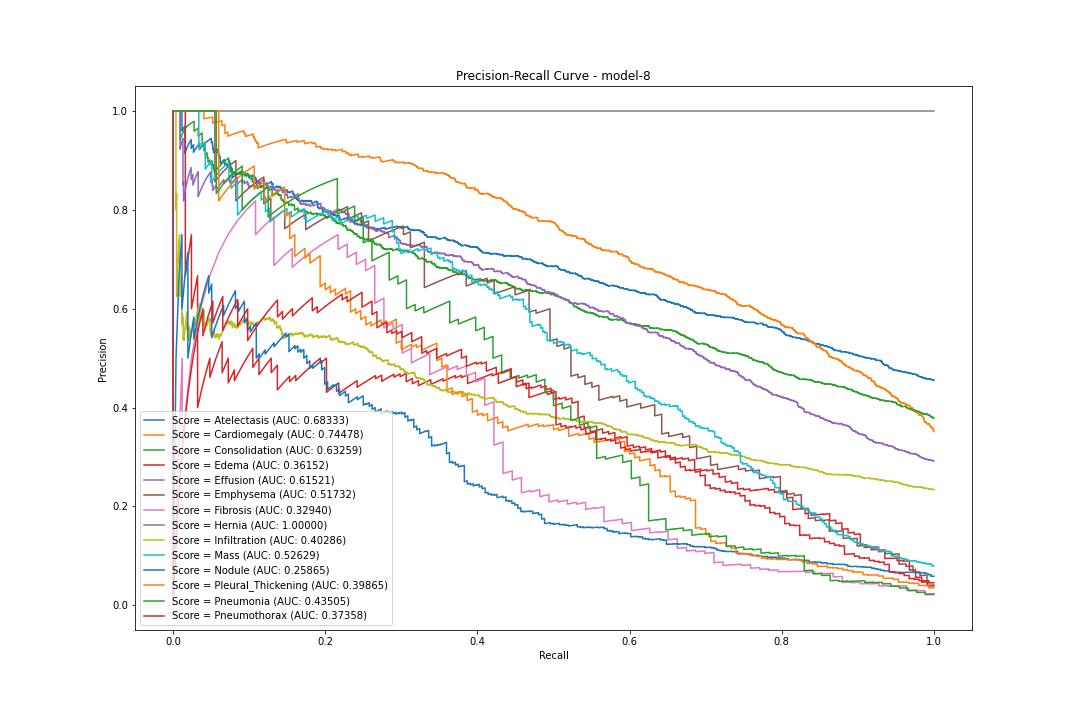 Precision-Recall Curve - model-8
1.0
0.8
0.6
0.4
0.2
0.0
Precision
Score = Atelectasis (AUC: 0.68333)
Score = Cardiomegaly (AUC: 0.74478)
Score = Consolidation (AUC: 0.63259)
Score = Edema (AUC: 0.36152)
Score = Effusion (AUC: 0.61521)
Score = Emphysema (AUC: 0.51732)
Score = Fibrosis (AUC: 0.32940)
Score = Hernia (AUC: 1.00000)
Score = Infiltration (AUC: 0.40286)
Score = Mass (AUC: 0.52629)
Score = Nodule (AUC: 0.25865)
Score = Pleural_Thickening (AUC: 0.39865)
Score = Pneumonia (AUC: 0.43505)
Score = Pneumothorax (AUC: 0.37358)
0.0 0.2 0.4 0.6 0.8 1.0
Recall